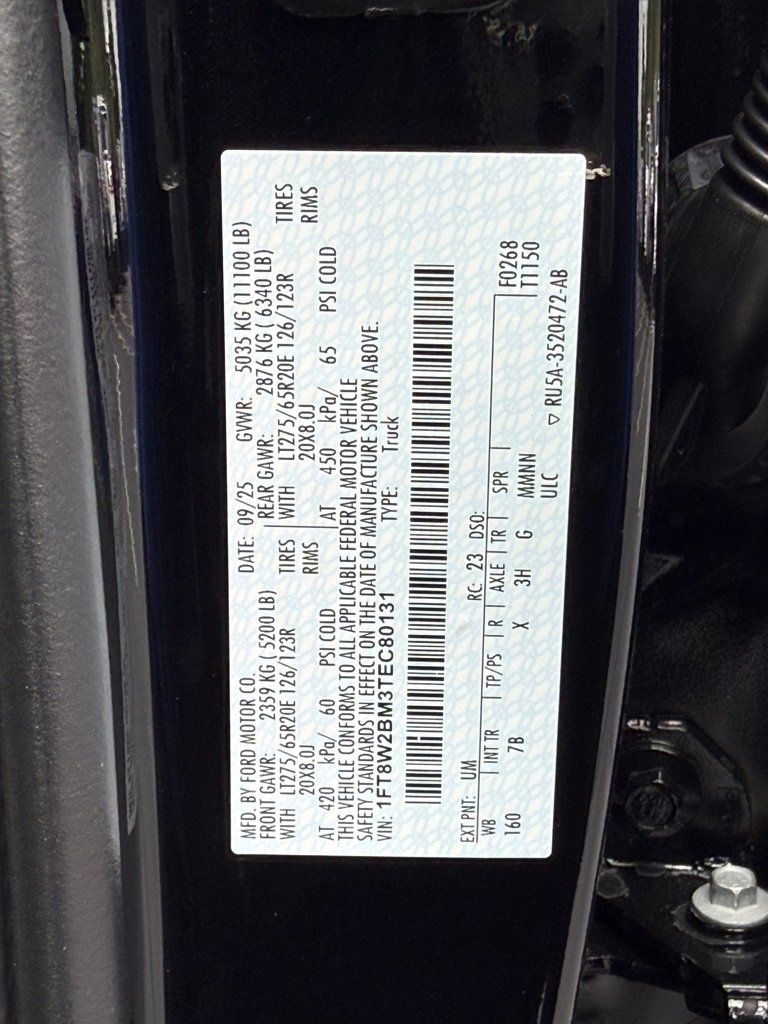 MFD. BY FORD MOTOR CO.
DATE: 09/25 GVWR: 5035 KG (11100 LB)
FRONT GAWR: 2359 KG ( 5200 LB) REAR GAWR: 2876 KG ( 6340 LB)
WITH LT275/65R20E 126/123R TIRES WITH LT275/65R20E 126/123R TIRES
20X8.0J RIMS 20X8.0J RIMS
AT 420 kPa/ 60 PSI COLD AT 450 kPa/ 65 PSI COLD
THIS VEHICLE CONFORMS TO ALL APPLICABLE FEDERAL MOTOR VEHICLE
SAFETY STANDARDS IN EFFECT ON THE DATE OF MANUFACTURE SHOWN ABOVE.
VIN: 1FT8W2BM3TEC80131 TYPE: Truck
EXT PNT: UM RC: 23 DSO:
WB INT TR TP/PS R AXLE TR SPR F0268
160 7B X 3H G MMNN T1150
ULC
▽ RU5A-3520472-AB